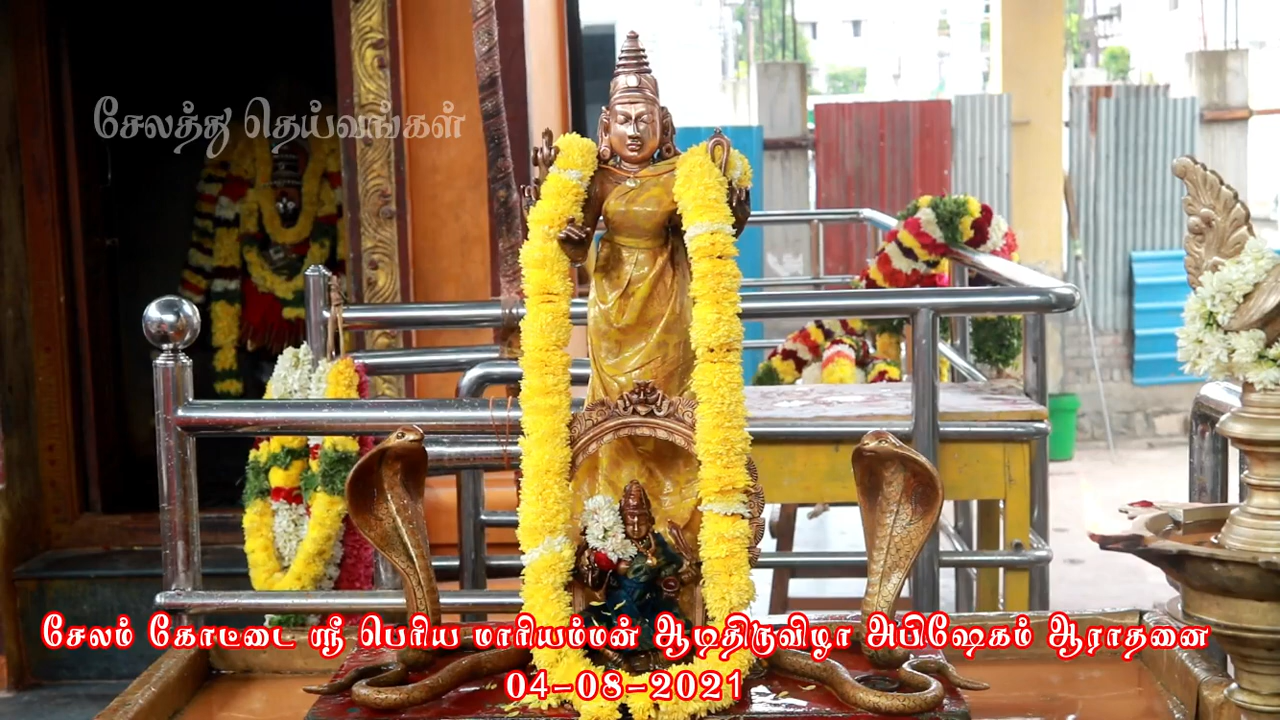 சேலத்து தெய்வங்கள்
சேலம் கோட்டை ஸ்ரீ பெரிய மாரியம்மன் ஆடிதிருவிழா அபிஷேகம் ஆராதனை
04-08-2021